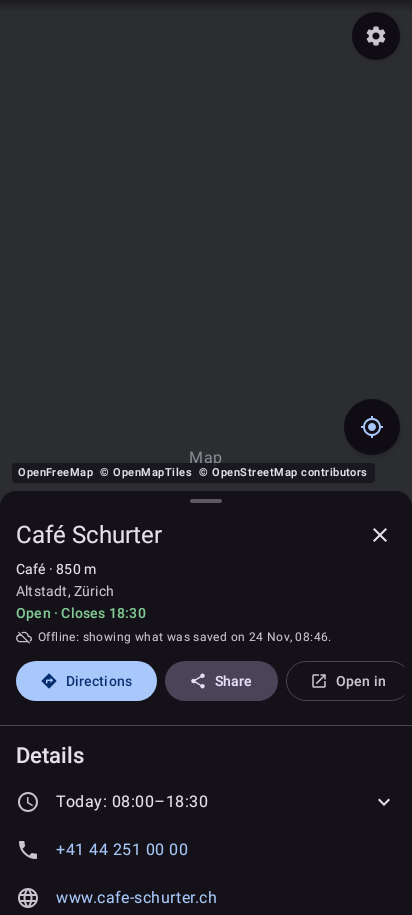 Map
OpenFreeMap © OpenMapTiles © OpenStreetMap contributors
Café Schurter
Café · 850 m
Altstadt, Zürich
Open · Closes 18:30
Offline: showing what was saved on 24 Nov, 08:46.
Directions
Share
Open in
Details
Today: 08:00–18:30
+41 44 251 00 00
www.cafe-schurter.ch